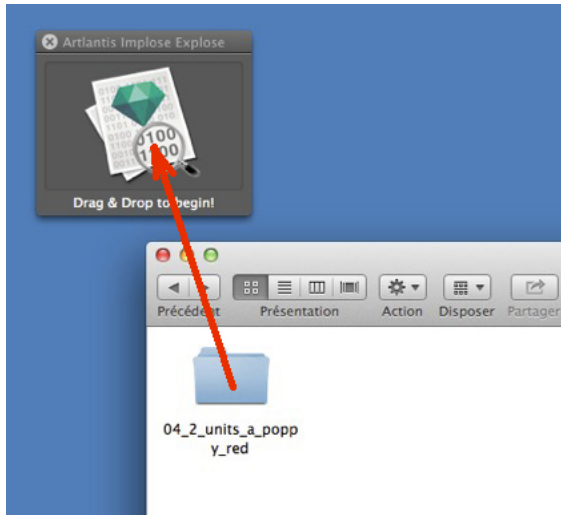 Artlantis Implose Explose
0100
1100
Drag & Drop to begin!
Précédent
Présentation
Action
Disposer
Partager
04_2_units_a_popp
y_red